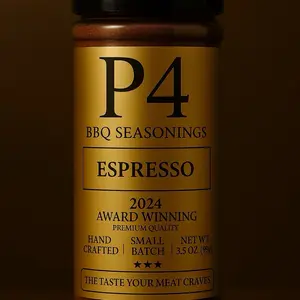 P4
BBQ SEASONINGS
ESPRESSO
2024
AWARD WINNING
PREMIUM QUALITY
HAND SMALL NET WT
CRAFTED BATCH 3.5 OZ.
THE TASTE YOUR MEAT CRAVES